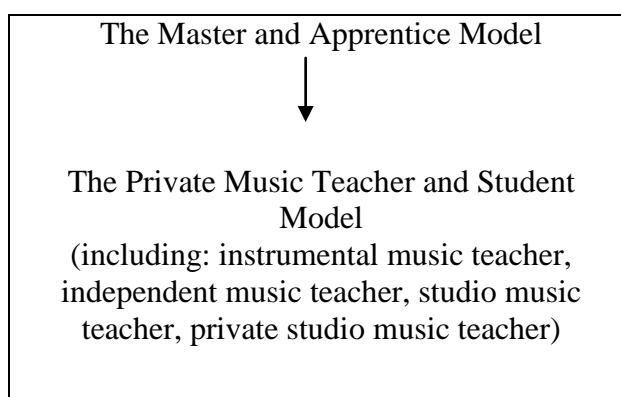 The Master and Apprentice Model
The Private Music Teacher and Student
Model
(including: instrumental music teacher,
independent music teacher, studio music
teacher, private studio music teacher)